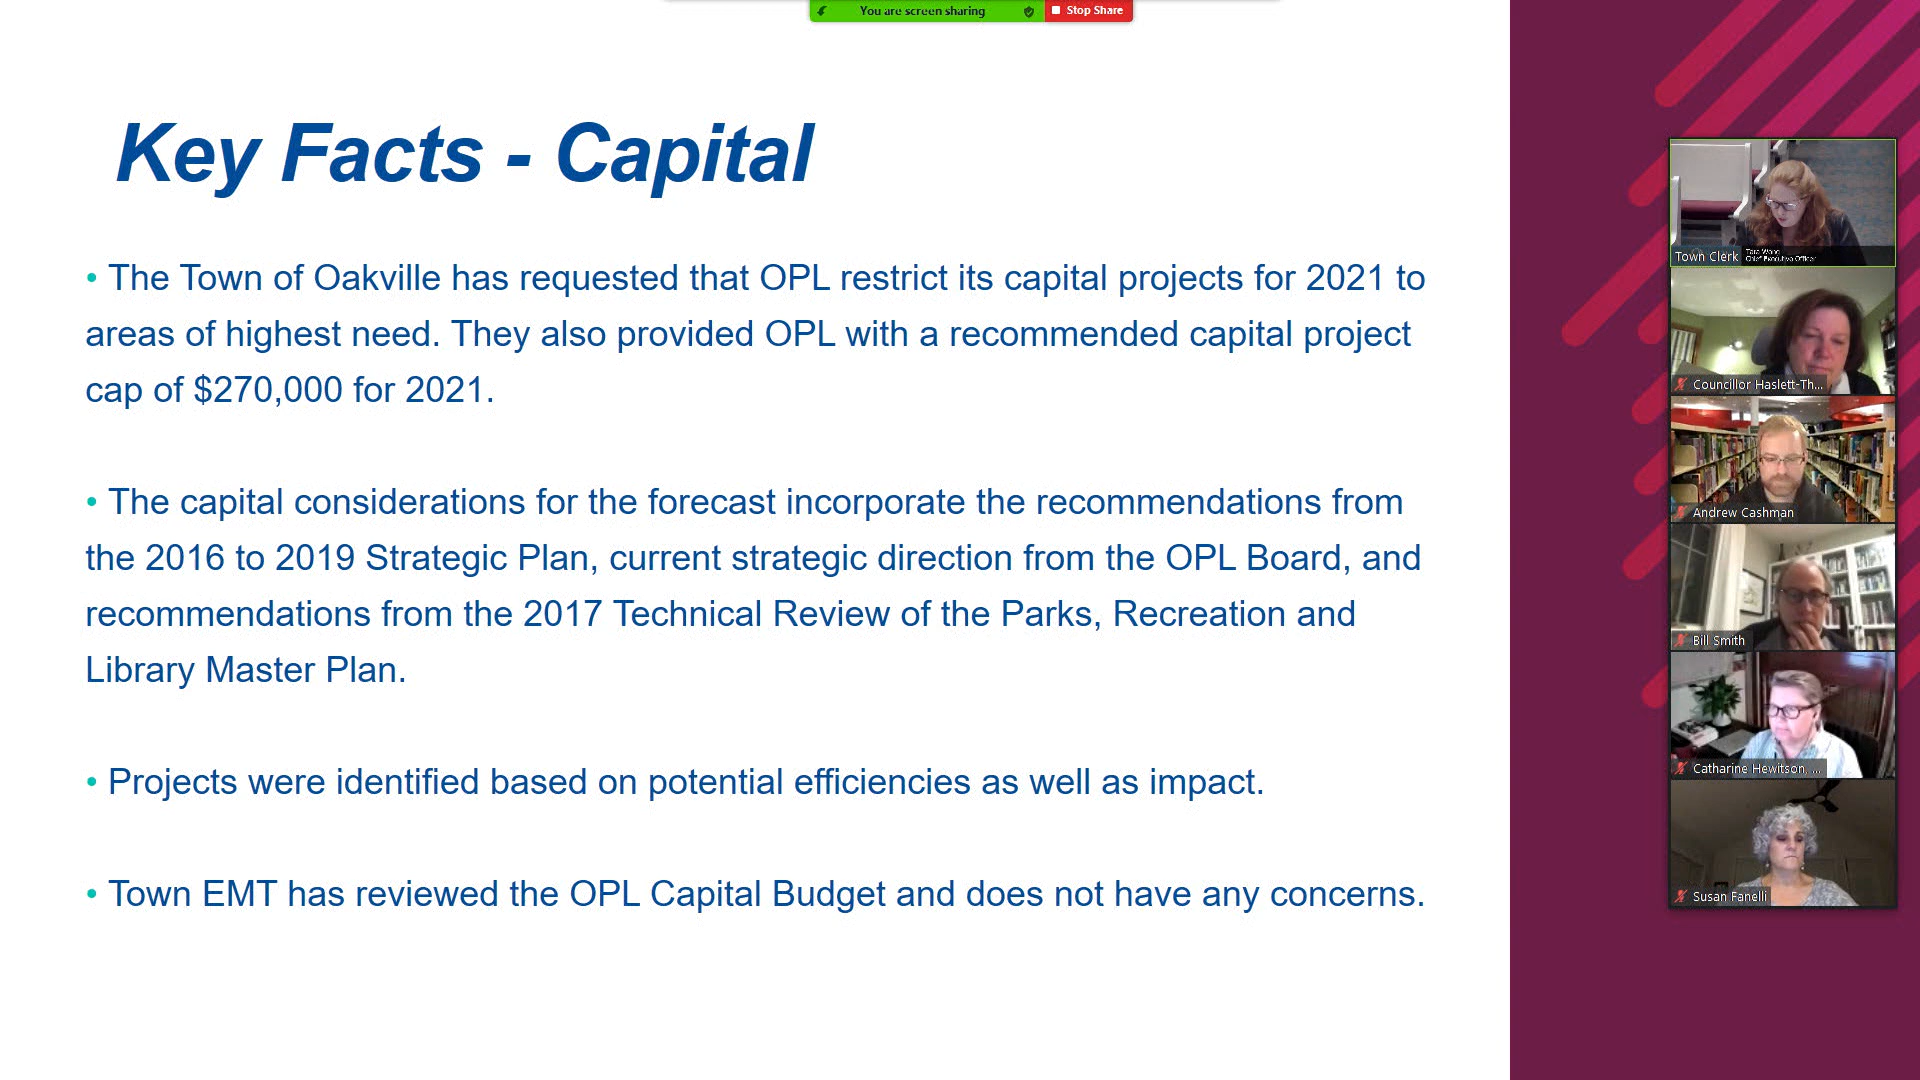 You are screen sharing
Stop Share
Key Facts - Capital
• The Town of Oakville has requested that OPL restrict its capital projects for 2021 to
areas of highest need. They also provided OPL with a recommended capital project
cap of $270,000 for 2021.
• The capital considerations for the forecast incorporate the recommendations from
the 2016 to 2019 Strategic Plan, current strategic direction from the OPL Board, and
recommendations from the 2017 Technical Review of the Parks, Recreation and
Library Master Plan.
• Projects were identified based on potential efficiencies as well as impact.
• Town EMT has reviewed the OPL Capital Budget and does not have any concerns.
Town Clerk
Tara Wong
Chief Executive Officer
Councillor Haslett-Th...
Andrew Cashman
Bill Smith
Catharine Hewitson, ...
Susan Fanelli